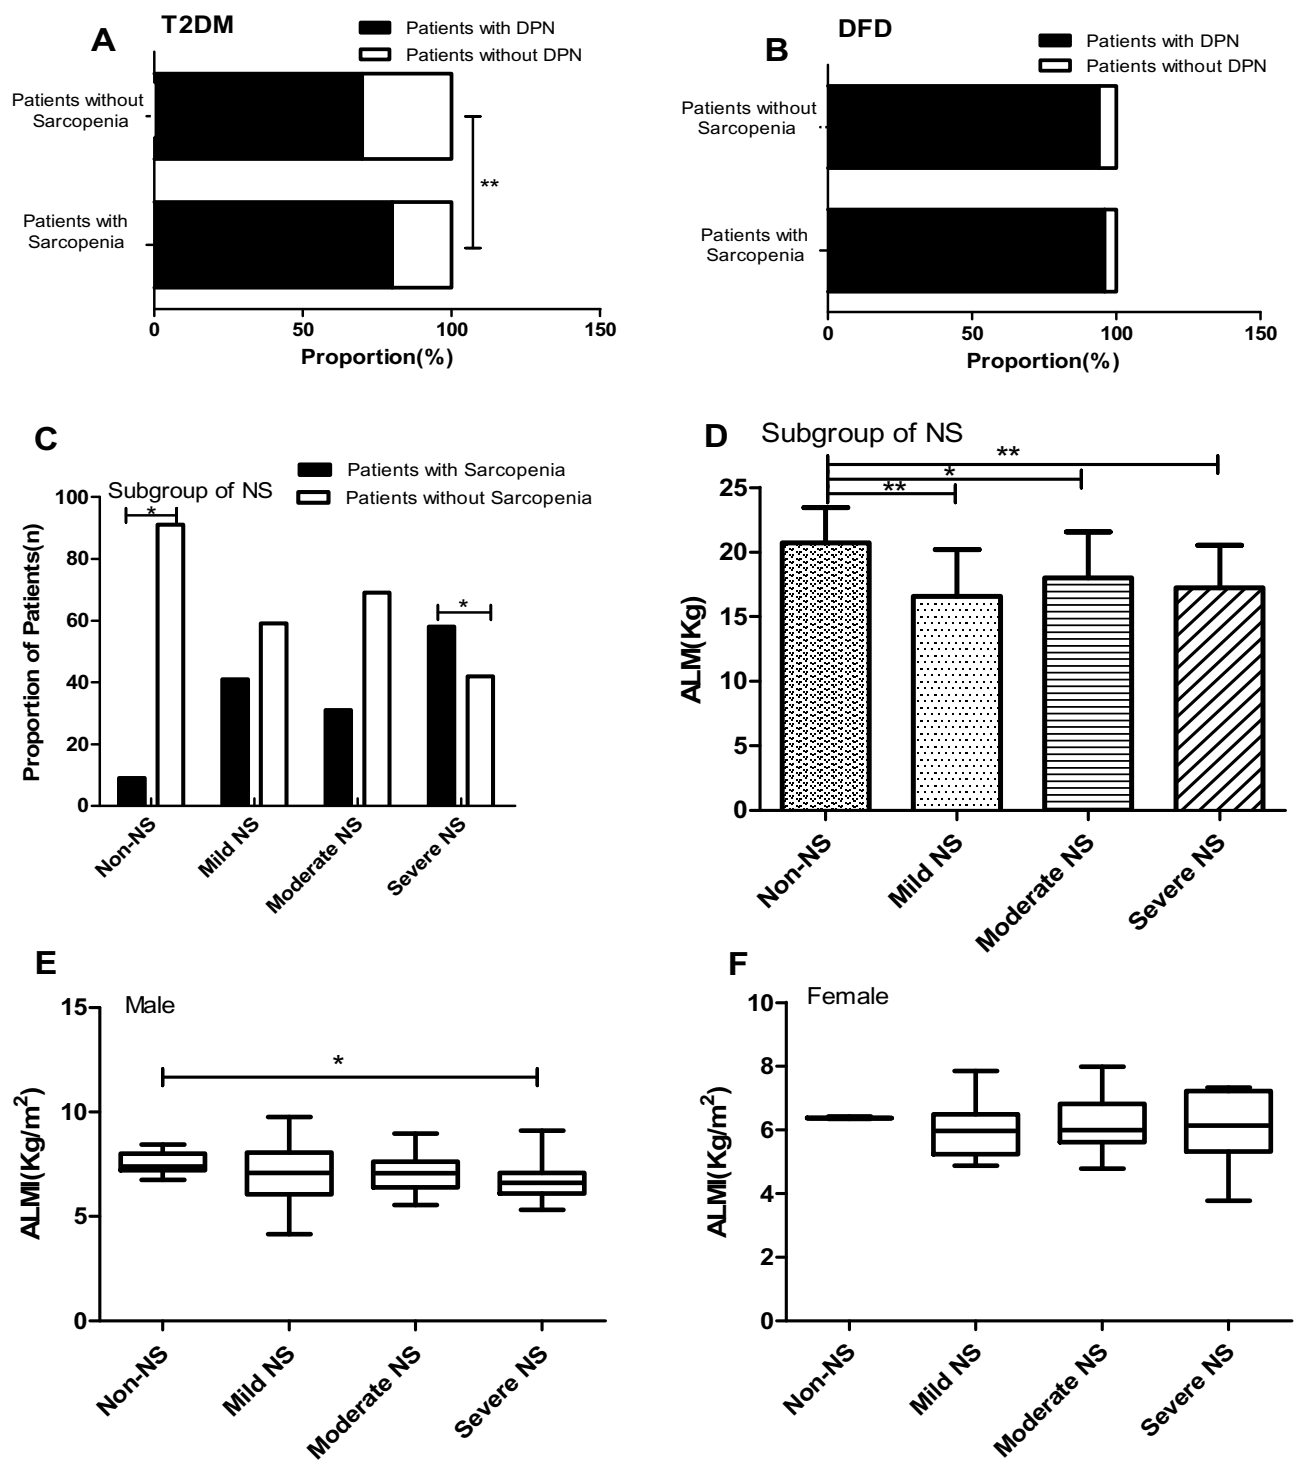 A
T2DM
Patients with DPN
Patients without DPN
Patients without
Sarcopenia
Patients with
Sarcopenia
**
0 50 100 150
Proportion(%)
B
DFD
Patients with DPN
Patients without DPN
Patients without
Sarcopenia
Patients with
Sarcopenia
0 50 100 150
Proportion(%)
C
Patients with Sarcopenia
Patients without Sarcopenia
Subgroup of NS
*
*
Proportion of Patients(n)
100
80
60
40
20
0
Non-NS
Mild NS
Moderate NS
Severe NS
D
Subgroup of NS
**
*
**
ALM(Kg)
25
20
15
10
5
0
Non-NS
Mild NS
Moderate NS
Severe NS
E
Male
*
ALMI(Kg/m²)
15
10
5
0
Non-NS
Mild NS
Moderate NS
Severe NS
F
Female
ALMI(Kg/m²)
10
8
6
4
2
0
Non-NS
Mild NS
Moderate NS
Severe NS